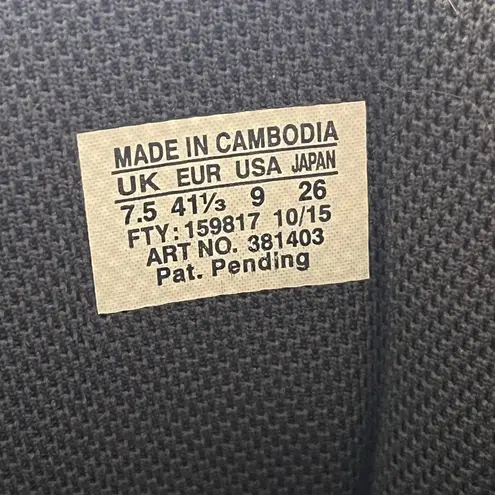 MADE IN CAMBODIA
UK EUR USA JAPAN
7.5 41⅓ 9 26
FTY: 159817 10/15
ART NO. 381403
Pat. Pending